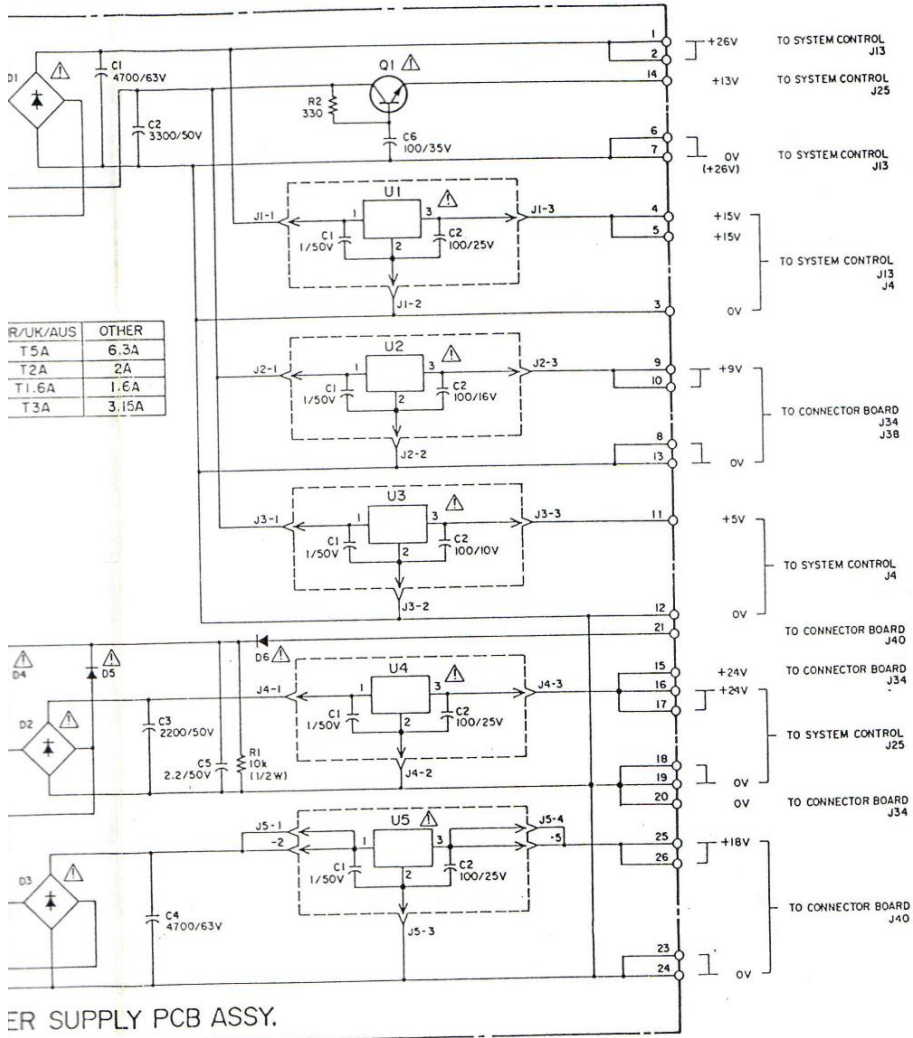 1
+26V
TO SYSTEM CONTROL
J13
2
D1
C1
4700/63V
Q1
14
+13V
TO SYSTEM CONTROL
J25
R2
330
C2
3300/50V
C6
100/35V
6
7
0V
(+26V)
TO SYSTEM CONTROL
J13
U1
J1-1
1
3
J1-3
4
+15V
5
+15V
C1
1/50V
2
C2
100/25V
TO SYSTEM CONTROL
J13
J4
J1-2
3
0V
R/UK/AUS OTHER
T5A 6.3A
T2A 2A
T1.6A 1.6A
T3A 3.15A
U2
J2-1
1
3
J2-3
9
+9V
10
C1
1/50V
2
C2
100/16V
TO CONNECTOR BOARD
J34
J38
J2-2
8
13
0V
U3
J3-1
1
3
J3-3
11
+5V
C1
1/50V
2
C2
100/10V
TO SYSTEM CONTROL
J4
J3-2
12
0V
21
TO CONNECTOR BOARD
J40
D4
D5
D6
U4
J4-1
1
3
J4-3
15
+24V
TO CONNECTOR BOARD
J34
16
+24V
17
D2
C3
2200/50V
C1
1/50V
2
C2
100/25V
TO SYSTEM CONTROL
J25
C5
2.2/50V
R1
10k
(1/2W)
J4-2
18
19
0V
20
0V
TO CONNECTOR BOARD
J34
U5
J5-1
-2
1
3
J5-4
-5
25
+18V
26
D3
C1
1/50V
2
C2
100/25V
C4
4700/63V
TO CONNECTOR BOARD
J40
J5-3
23
24
0V
ER SUPPLY PCB ASSY.